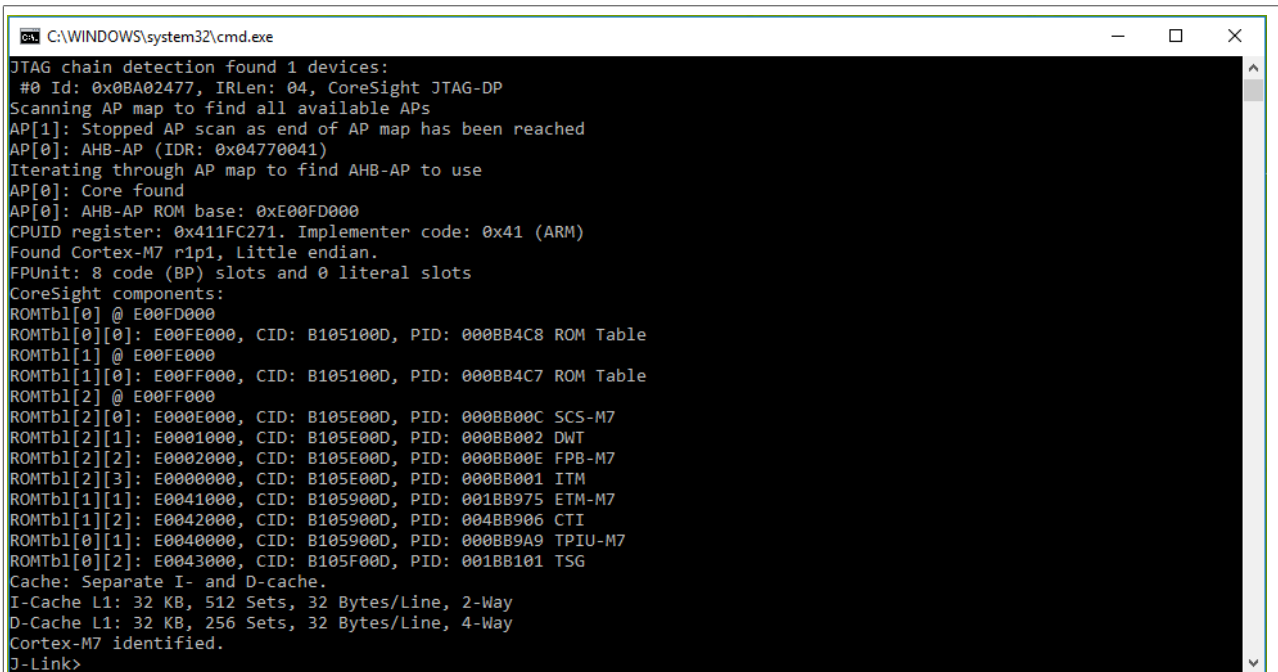 C:\WINDOWS\system32\cmd.exe
JTAG chain detection found 1 devices:
#0 Id: 0x0BA02477, IRLen: 04, CoreSight JTAG-DP
Scanning AP map to find all available APs
AP[1]: Stopped AP scan as end of AP map has been reached
AP[0]: AHB-AP (IDR: 0x04770041)
Iterating through AP map to find AHB-AP to use
AP[0]: Core found
AP[0]: AHB-AP ROM base: 0xE00FD000
CPUID register: 0x411FC271. Implementer code: 0x41 (ARM)
Found Cortex-M7 r1p1, Little endian.
FPUnit: 8 code (BP) slots and 0 literal slots
CoreSight components:
ROMTbl[0] @ E00FD000
ROMTbl[0][0]: E00FE000, CID: B105100D, PID: 000BB4C8 ROM Table
ROMTbl[1] @ E00FE000
ROMTbl[1][0]: E00FF000, CID: B105100D, PID: 000BB4C7 ROM Table
ROMTbl[2] @ E00FF000
ROMTbl[2][0]: E000E000, CID: B105E00D, PID: 000BB00C SCS-M7
ROMTbl[2][1]: E0001000, CID: B105E00D, PID: 000BB002 DWT
ROMTbl[2][2]: E0002000, CID: B105E00D, PID: 000BB00E FPB-M7
ROMTbl[2][3]: E0000000, CID: B105E00D, PID: 000BB001 ITM
ROMTbl[1][1]: E0041000, CID: B105900D, PID: 001BB975 ETM-M7
ROMTbl[1][2]: E0042000, CID: B105900D, PID: 004BB906 CTI
ROMTbl[0][1]: E0040000, CID: B105900D, PID: 000BB9A9 TPIU-M7
ROMTbl[0][2]: E0043000, CID: B105F00D, PID: 001BB101 TSG
Cache: Separate I- and D-cache.
I-Cache L1: 32 KB, 512 Sets, 32 Bytes/Line, 2-Way
D-Cache L1: 32 KB, 256 Sets, 32 Bytes/Line, 4-Way
Cortex-M7 identified.
J-Link>